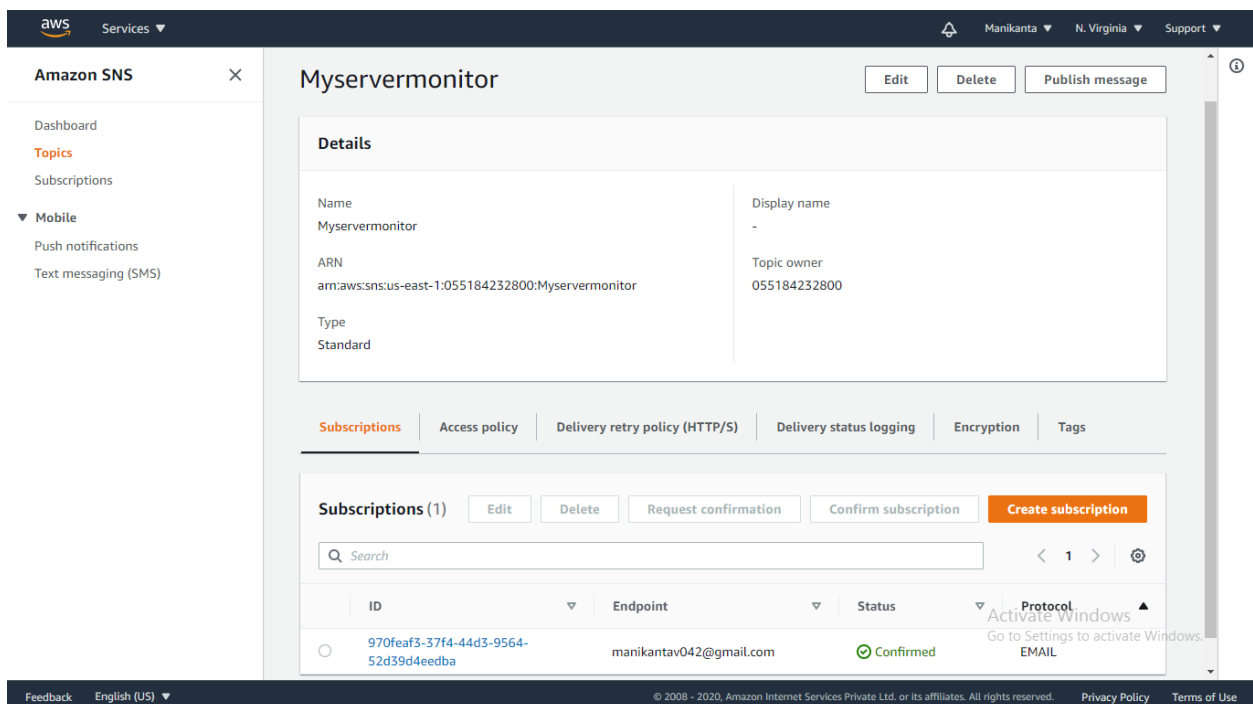 aws
Services ▼
Manikanta ▼
N. Virginia ▼
Support ▼
Amazon SNS
Dashboard
Topics
Subscriptions
▼ Mobile
Push notifications
Text messaging (SMS)
Myservermonitor
Edit
Delete
Publish message
Details
Name
Myservermonitor
ARN
arn:aws:sns:us-east-1:055184232800:Myservermonitor
Type
Standard
Display name
-
Topic owner
055184232800
Subscriptions
Access policy
Delivery retry policy (HTTP/S)
Delivery status logging
Encryption
Tags
Subscriptions (1)
Edit
Delete
Request confirmation
Confirm subscription
Create subscription
Search
1
ID
Endpoint
Status
Protocol
970feaf3-37f4-44d3-9564-
52d39d4eedba
manikantav042@gmail.com
Confirmed
EMAIL
Activate Windows
Go to Settings to activate Windows.
Feedback
English (US) ▼
© 2008 - 2020, Amazon Internet Services Private Ltd. or its affiliates. All rights reserved.
Privacy Policy
Terms of Use